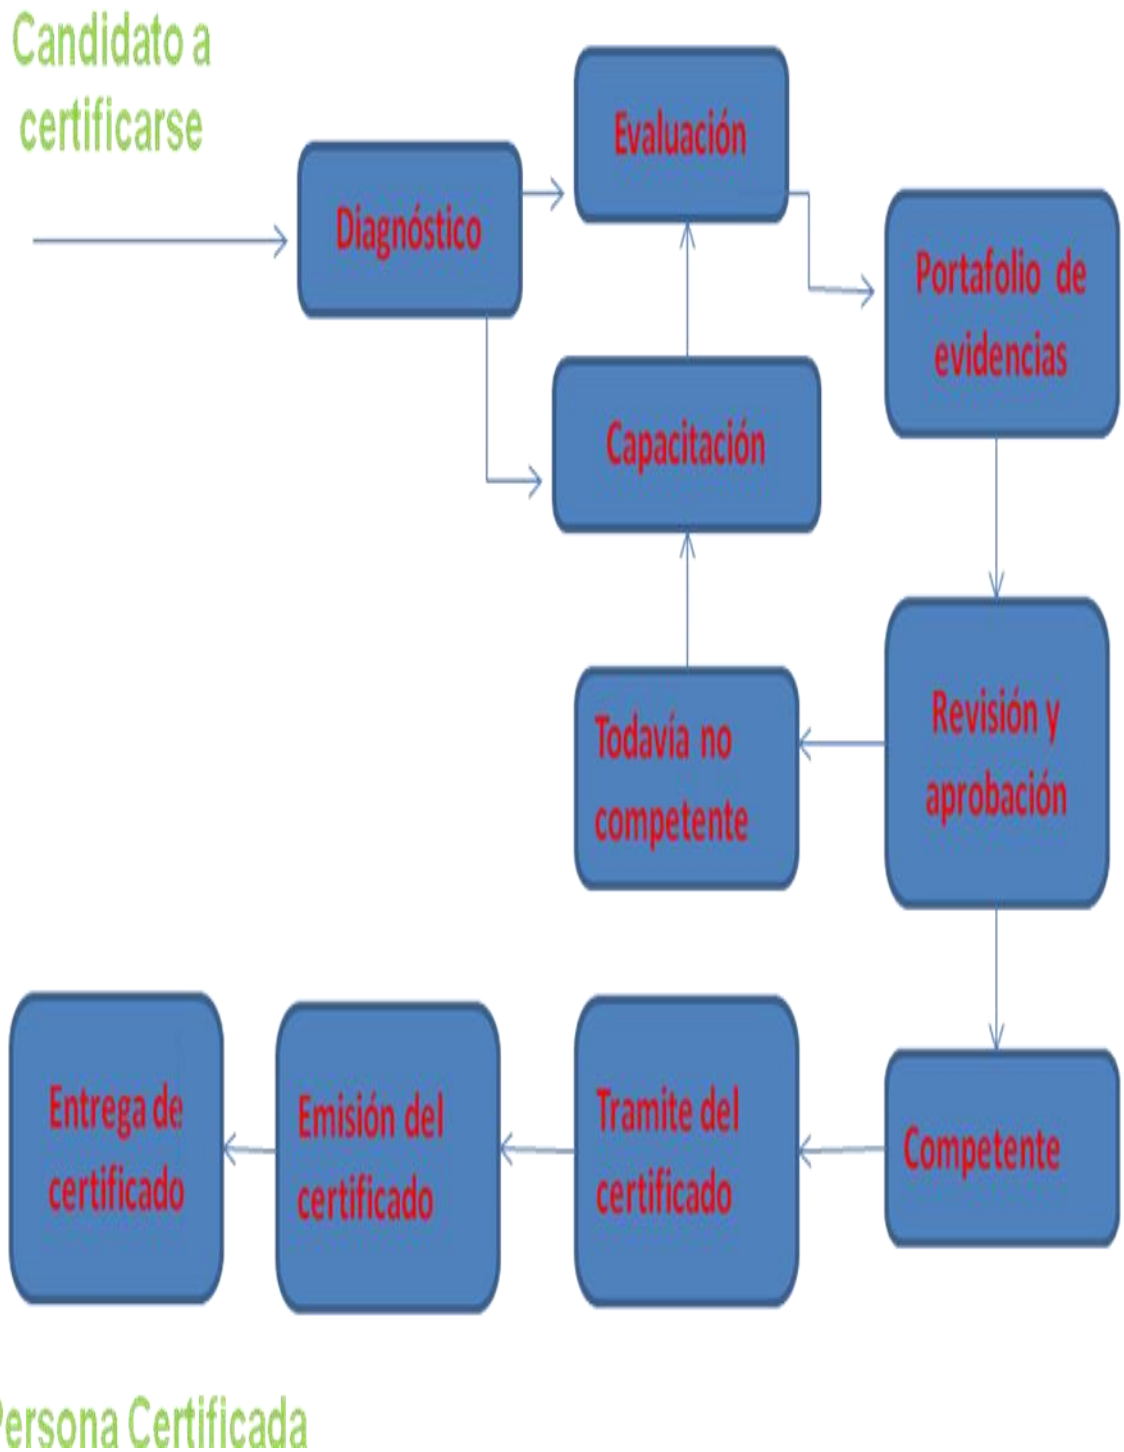 Candidato a
certificarse
Evaluación
Diagnóstico
Portafolio de
evidencias
Capacitación
Todavía no
competente
Revisión y
aprobación
Entrega de
certificado
Emisión del
certificado
Tramite del
certificado
Competente
Persona Certificada